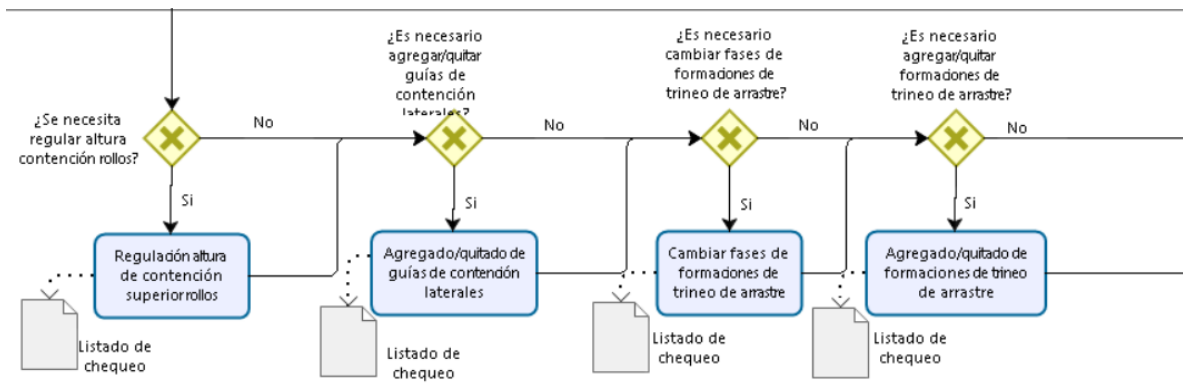 ¿Se necesita
regular altura
contención rollos?
No
Si
Regulación altura
de contención
superior rollos
Listado de
chequeo
¿Es necesario
agregar/quitar
guías de
contención
laterales?
No
Si
Agregado/quitado de
guías de contención
laterales
Listado de
chequeo
¿Es necesario
cambiar fases de
formaciones de
trineo de arrastre?
No
Si
Cambiar fases de
formaciones de
trineo de arrastre
Listado de
chequeo
¿Es necesario
agregar/quitar
formaciones de
trineo de arrastre?
No
Si
Agregado/quitado de
formaciones de trineo
de arrastre
Listado de
chequeo